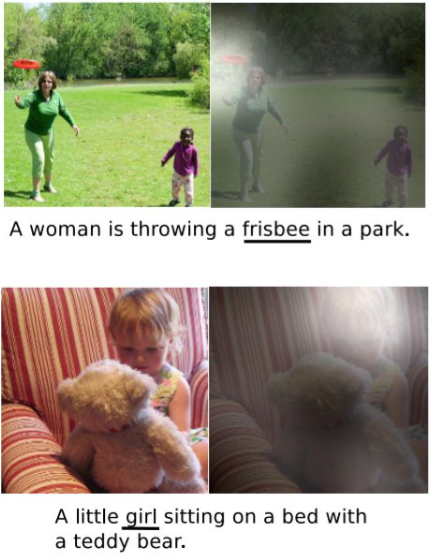 A woman is throwing a frisbee in a park.
A little girl sitting on a bed with
a teddy bear.